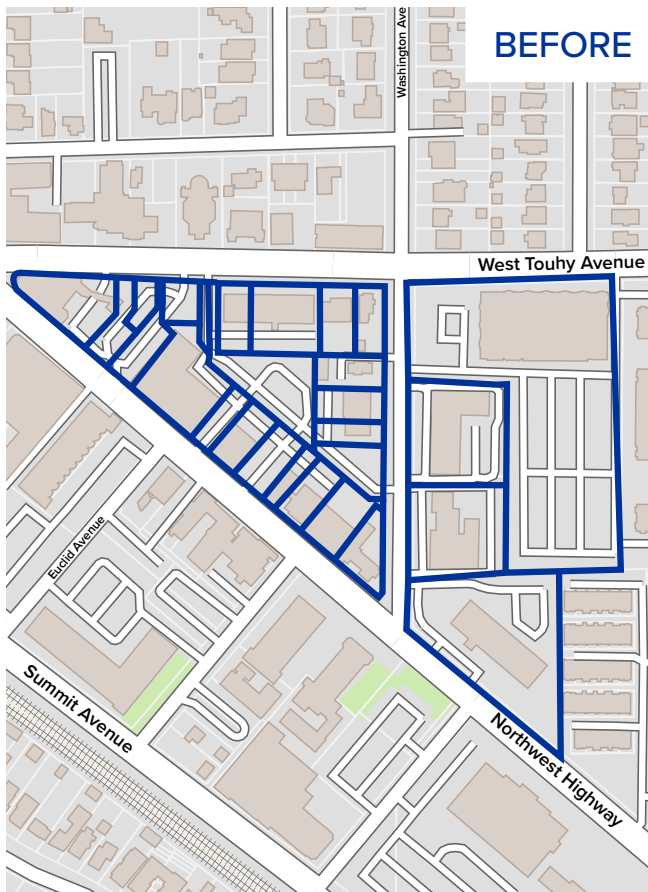 BEFORE
Washington Ave
West Touhy Avenue
Euclid Avenue
Summit Avenue
Northwest Highway